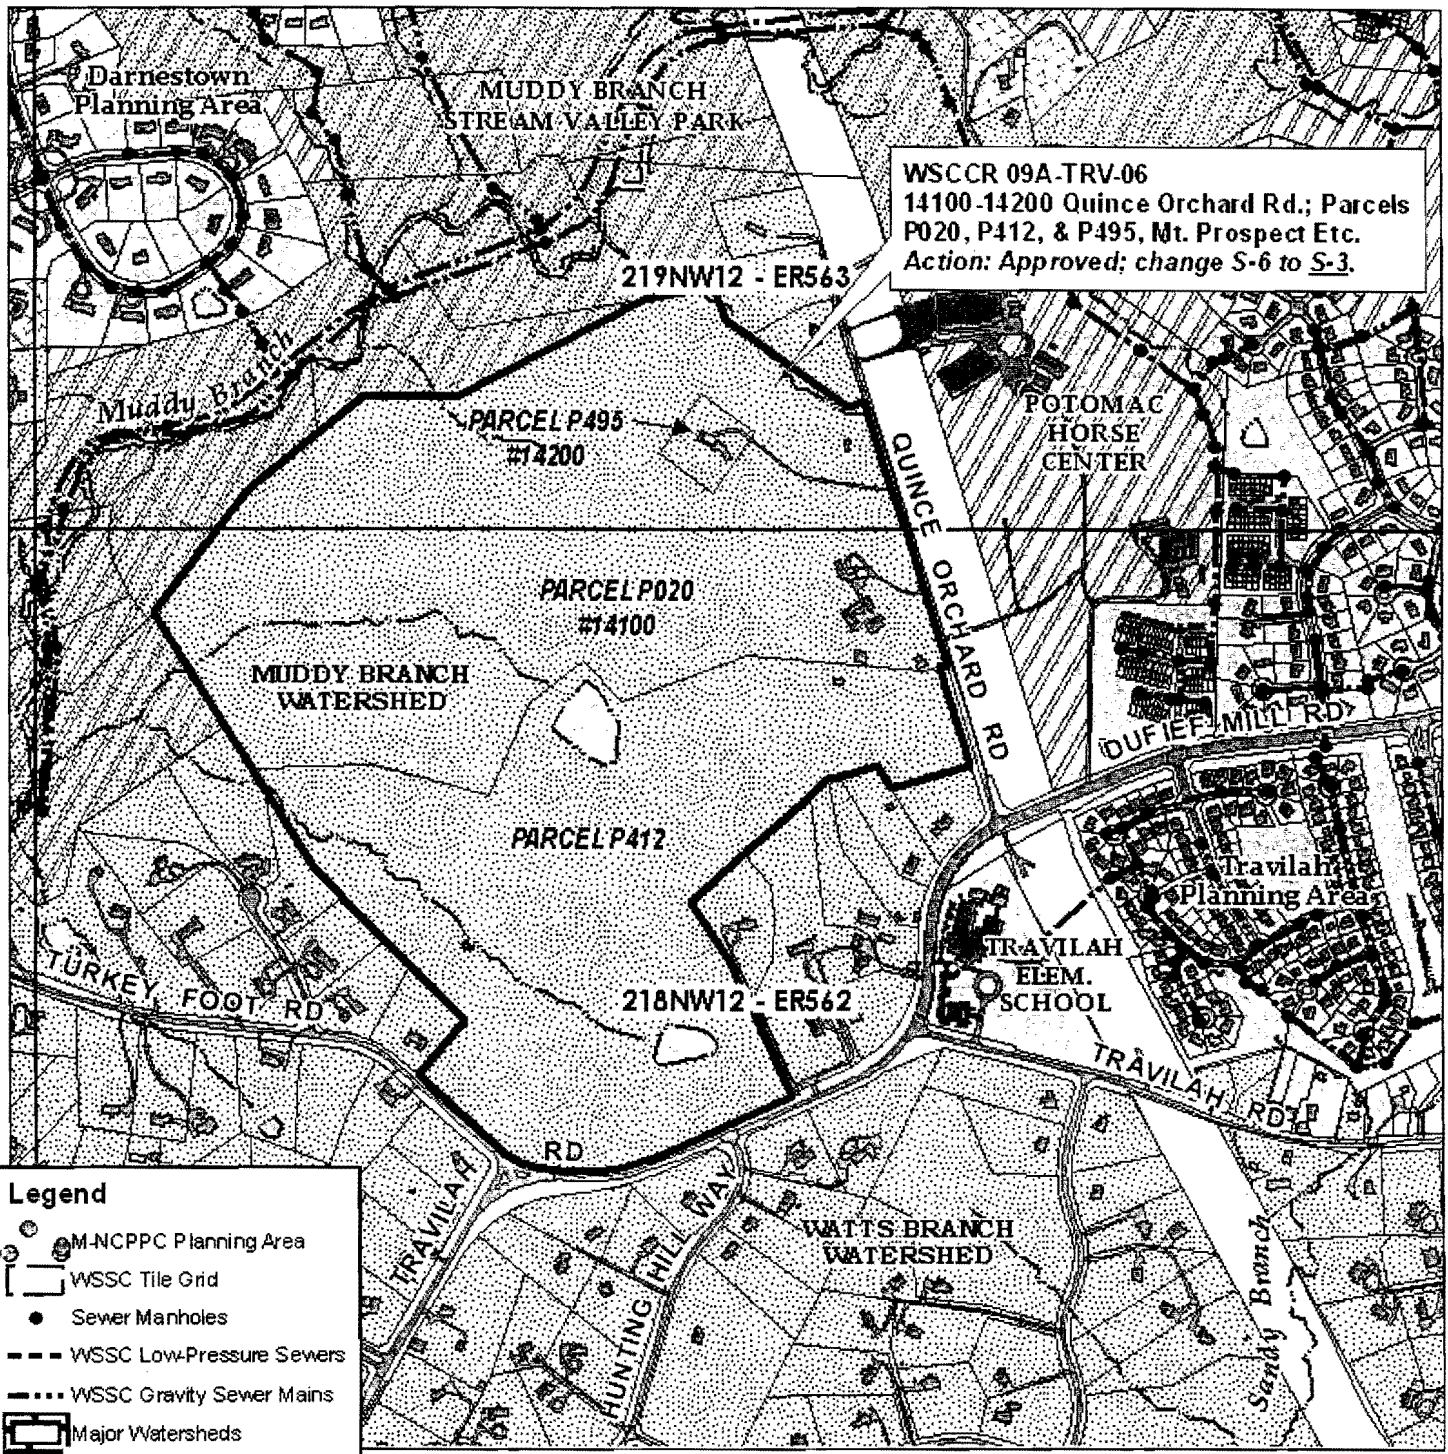 Darnestown
Planning Area
MUDDY BRANCH
STREAM VALLEY PARK
WSCCR 09A-TRV-06
14100-14200 Quince Orchard Rd.; Parcels
P020, P412, & P495, Mt. Prospect Etc.
Action: Approved; change S-6 to S-3.
219NW12 - ER563
Muddy Branch
PARCEL P495
#14200
POTOMAC
HORSE
CENTER
QUINCE ORCHARD RD
PARCEL P020
#14100
MUDDY BRANCH
WATERSHED
DUFIEF MILL RD
PARCEL P412
Travilah
Planning Area
TRAVILAH
ELEM.
SCHOOL
TURKEY FOOT RD
218NW12 - ER562
TRAVILAH RD
TRAVILAH RD
HUNTING HILL WAY
WATTS BRANCH
WATERSHED
Sandy Branch
Legend
M-NCPPC Planning Area
WSSC Tile Grid
Sewer Manholes
WSSC Low-Pressure Sewers
WSSC Gravity Sewer Mains
Major Watersheds